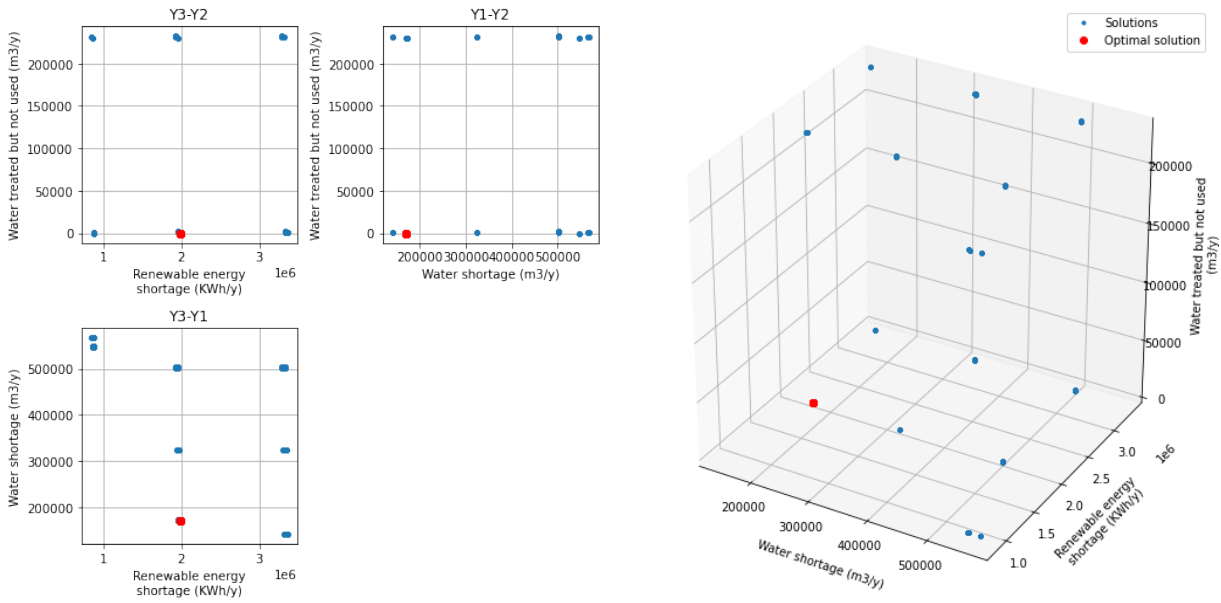 Y3-Y2
Water treated but not used (m3/y)
200000
150000
100000
50000
0
1
2
3
1e6
Renewable energy
shortage (KWh/y)
Y1-Y2
Water treated but not used (m3/y)
200000
150000
100000
50000
0
200000
300000
400000
500000
Water shortage (m3/y)
Y3-Y1
Water shortage (m3/y)
500000
400000
300000
200000
1
2
3
1e6
Renewable energy
shortage (KWh/y)
Solutions
Optimal solution
200000
150000
100000
50000
0
Water treated but not used
(m3/y)
200000
300000
400000
500000
Water shortage (m3/y)
1.0
1.5
2.0
2.5
3.0
1e6
Renewable energy
shortage (KWh/y)